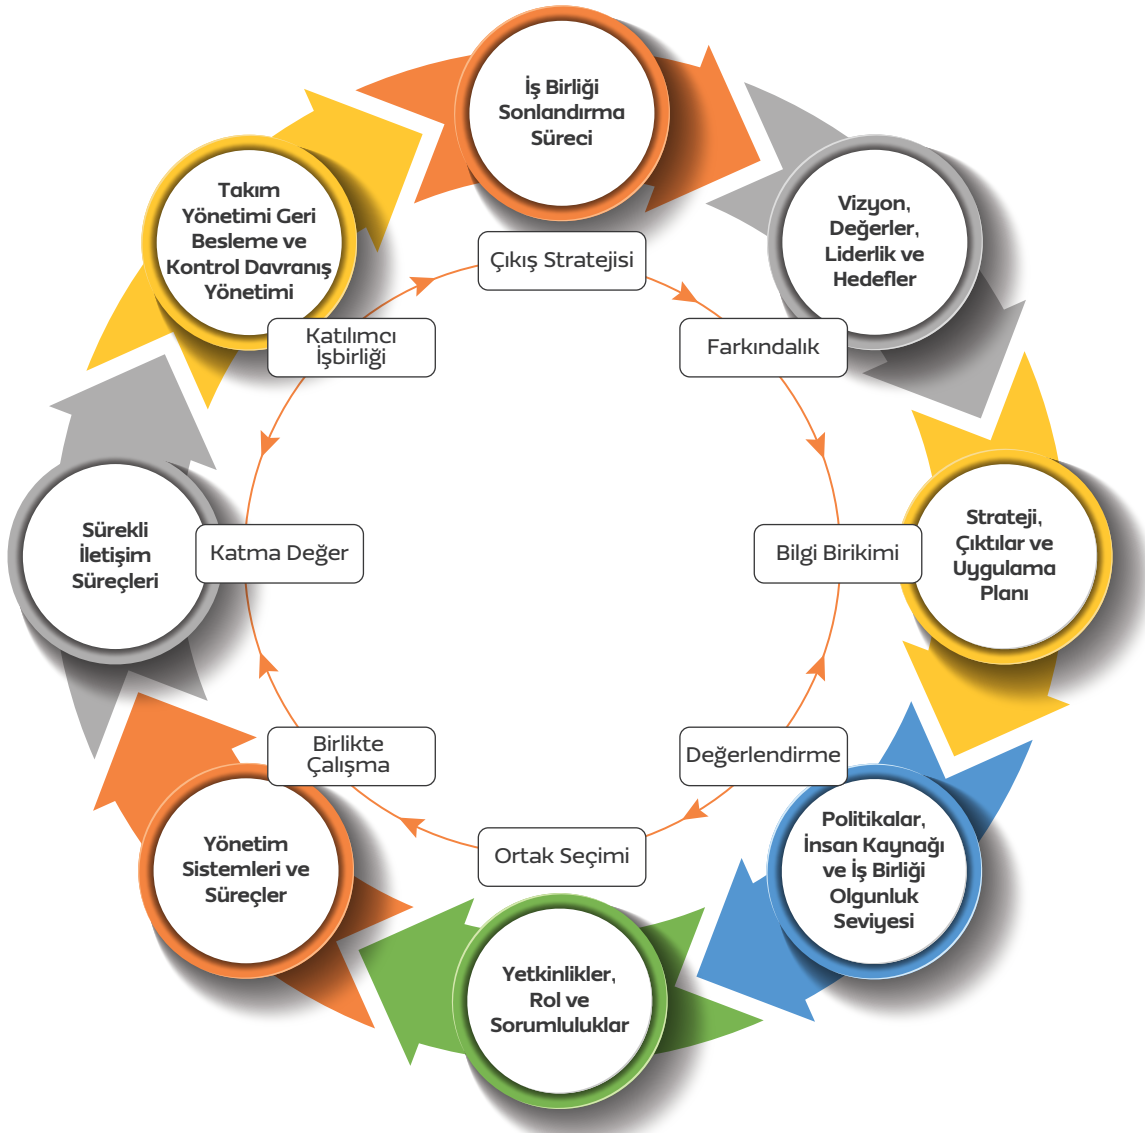 İş Birliği
Sonlandırma
Süreci
Vizyon,
Değerler,
Liderlik ve
Hedefler
Strateji,
Çıktılar ve
Uygulama
Planı
Politikalar,
İnsan Kaynağı
ve İş Birliği
Olgunluk
Seviyesi
Yetkinlikler,
Rol ve
Sorumluluklar
Yönetim
Sistemleri ve
Süreçler
Sürekli
İletişim
Süreçleri
Takım
Yönetimi Geri
Besleme ve
Kontrol Davranış
Yönetimi
Çıkış Stratejisi
Farkındalık
Bilgi Birikimi
Değerlendirme
Ortak Seçimi
Birlikte
Çalışma
Katma Değer
Katılımcı
İşbirliği